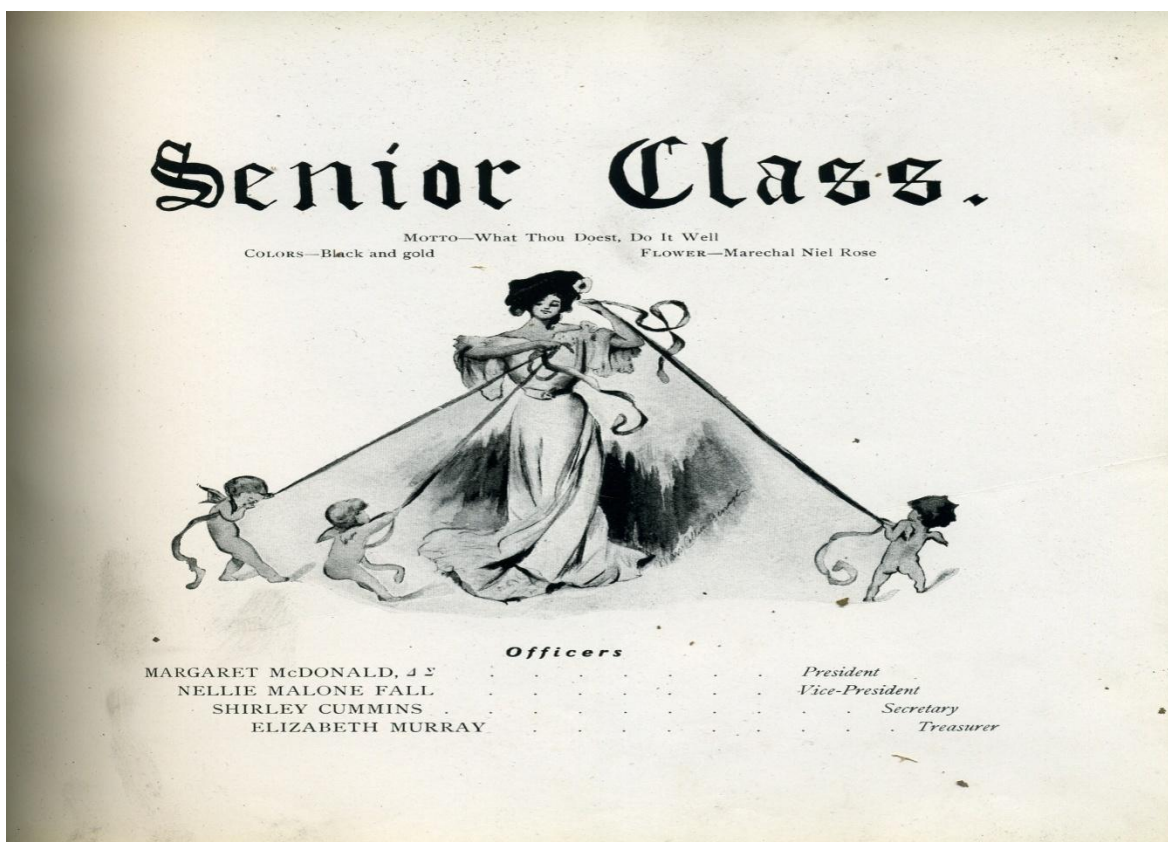 Senior Class.
MOTTO—What Thou Doest, Do It Well
COLORS—Black and gold FLOWER—Marechal Niel Rose
Officers
MARGARET McDONALD, Δ Σ . . . . . . . President
NELLIE MALONE FALL . . . . . . . Vice-President
SHIRLEY CUMMINS . . . . . . . . . . Secretary
ELIZABETH MURRAY . . . . . . . . . . Treasurer